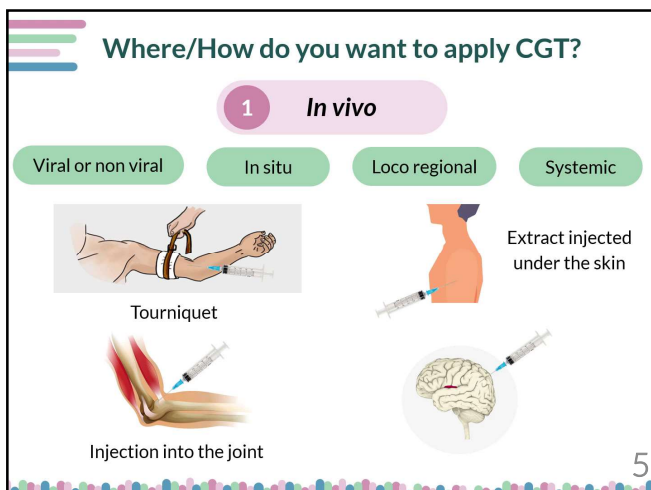 Where/How do you want to apply CGT?
1 In vivo
Viral or non viral
In situ
Loco regional
Systemic
Tourniquet
Extract injected
under the skin
Injection into the joint
5